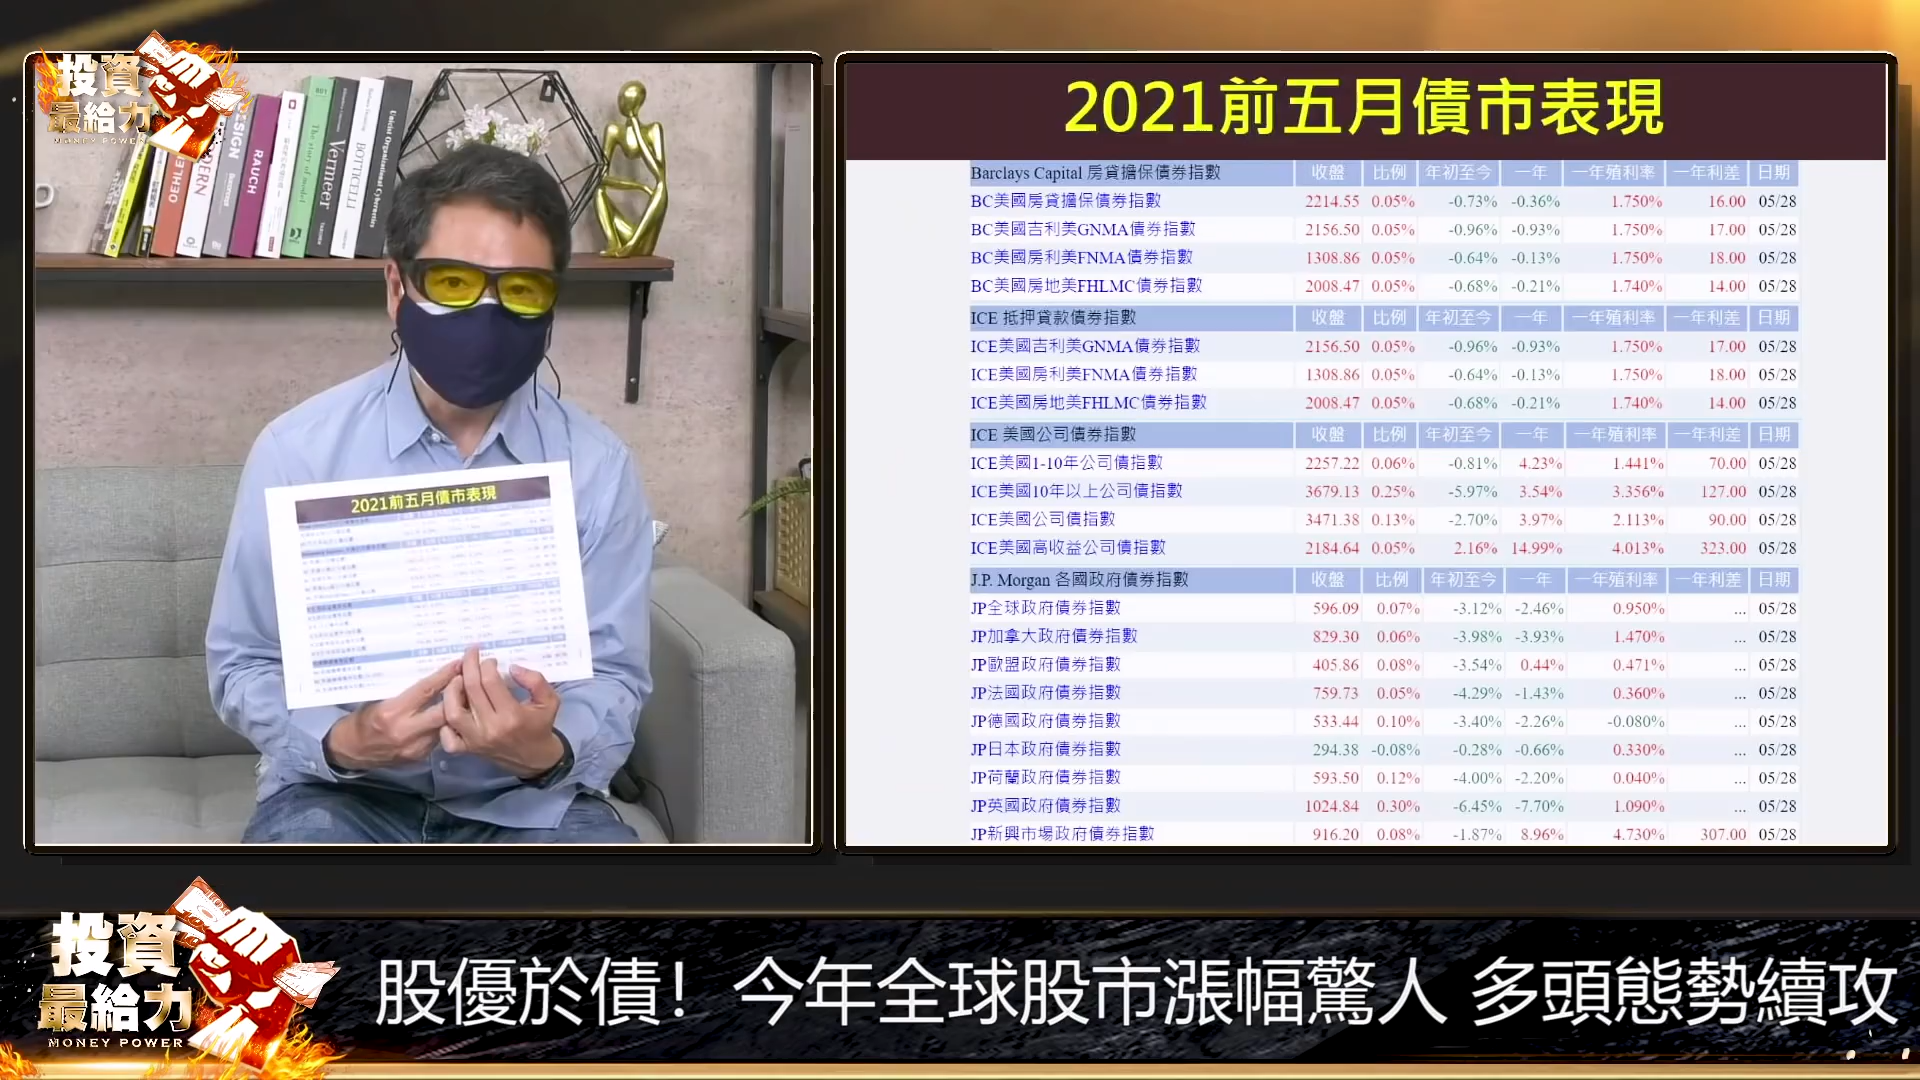 投資
最給力
MONEY POWER
DESIGN
OEHLE
MODERN
RAUCH
The story of
Vermeer
BOTTICELLI
2021前五月債市表現
2021前五月債市表現
Barclays Capital 房貸擔保債券指數 收盤 比例 年初至今 一年 一年殖利率 一年利差 日期
BC美國房貸擔保債券指數 2214.55 0.05% -0.73% -0.36% 1.750% 16.00 05/28
BC美國吉利美GNMA債券指數 2156.50 0.05% -0.96% -0.93% 1.750% 17.00 05/28
BC美國房利美FNMA債券指數 1308.86 0.05% -0.64% -0.13% 1.750% 18.00 05/28
BC美國房地美FHLMC債券指數 2008.47 0.05% -0.68% -0.21% 1.740% 14.00 05/28
ICE 抵押貸款債券指數 收盤 比例 年初至今 一年 一年殖利率 一年利差 日期
ICE美國吉利美GNMA債券指數 2156.50 0.05% -0.96% -0.93% 1.750% 17.00 05/28
ICE美國房利美FNMA債券指數 1308.86 0.05% -0.64% -0.13% 1.750% 18.00 05/28
ICE美國房地美FHLMC債券指數 2008.47 0.05% -0.68% -0.21% 1.740% 14.00 05/28
ICE 美國公司債券指數 收盤 比例 年初至今 一年 一年殖利率 一年利差 日期
ICE美國1-10年公司債指數 2257.22 0.06% -0.81% 4.23% 1.441% 70.00 05/28
ICE美國10年以上公司債指數 3679.13 0.25% -5.97% 3.54% 3.356% 127.00 05/28
ICE美國公司債指數 3471.38 0.13% -2.70% 3.97% 2.113% 90.00 05/28
ICE美國高收益公司債指數 2184.64 0.05% 2.16% 14.99% 4.013% 323.00 05/28
J.P. Morgan 各國政府債券指數 收盤 比例 年初至今 一年 一年殖利率 一年利差 日期
JP全球政府債券指數 596.09 0.07% -3.12% -2.46% 0.950% ... 05/28
JP加拿大政府債券指數 829.30 0.06% -3.98% -3.93% 1.470% ... 05/28
JP歐盟政府債券指數 405.86 0.08% -3.54% 0.44% 0.471% ... 05/28
JP法國政府債券指數 759.73 0.05% -4.29% -1.43% 0.360% ... 05/28
JP德國政府債券指數 533.44 0.10% -3.40% -2.26% -0.080% ... 05/28
JP日本政府債券指數 294.38 -0.08% -0.28% -0.66% 0.330% ... 05/28
JP荷蘭政府債券指數 593.50 0.12% -4.00% -2.20% 0.040% ... 05/28
JP英國政府債券指數 1024.84 0.30% -6.45% -7.70% 1.090% ... 05/28
JP新興市場政府債券指數 916.20 0.08% -1.87% 8.96% 4.730% 307.00 05/28
投資
最給力
MONEY POWER
股優於債！今年全球股市漲幅驚人 多頭態勢續攻